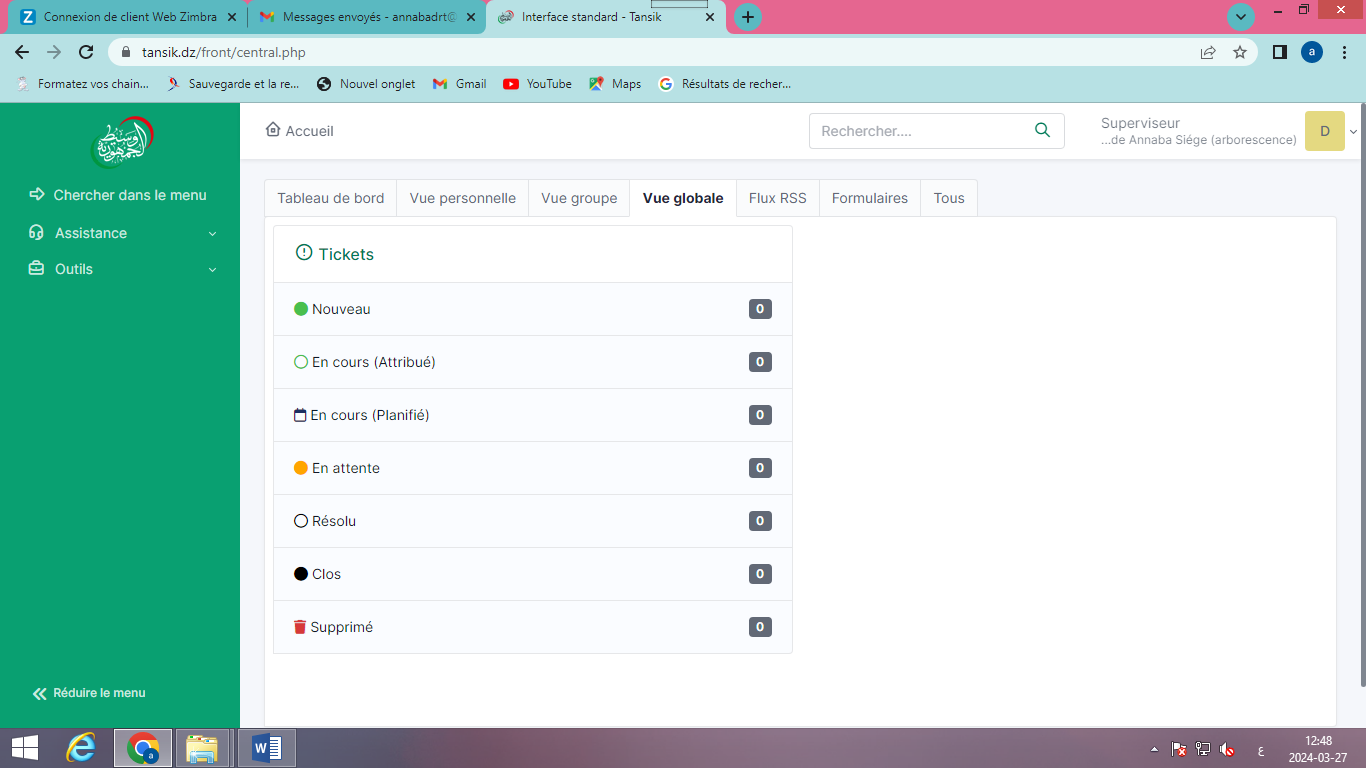 Connexion de client Web Zimbra
Messages envoyés - annabadrt@
Interface standard - Tansik
tansik.dz/front/central.php
a
Formatez vos chain...
Sauvegarde et la re...
Nouvel onglet
Gmail
YouTube
Maps
Résultats de recher...
وسيط الجمهورية
Accueil
Rechercher....
Superviseur
...de Annaba Siége (arborescence)
D
Chercher dans le menu
Assistance
Outils
Réduire le menu
Tableau de bord
Vue personnelle
Vue groupe
Vue globale
Flux RSS
Formulaires
Tous
Tickets
Nouveau 0
En cours (Attribué) 0
En cours (Planifié) 0
En attente 0
Résolu 0
Clos 0
Supprimé 0
ع
12:48
2024-03-27